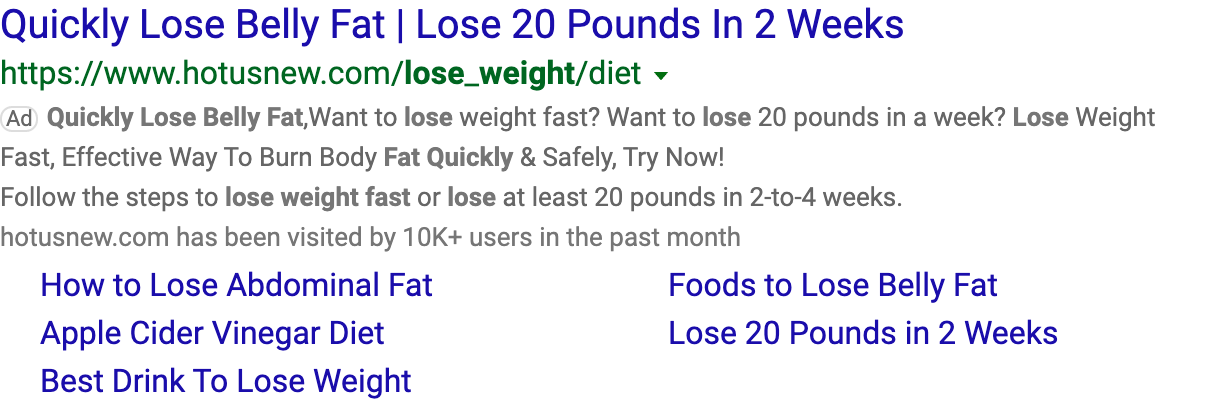 Quickly Lose Belly Fat | Lose 20 Pounds In 2 Weeks
https://www.hotusnew.com/lose_weight/diet
Ad Quickly Lose Belly Fat,Want to lose weight fast? Want to lose 20 pounds in a week? Lose Weight
Fast, Effective Way To Burn Body Fat Quickly & Safely, Try Now!
Follow the steps to lose weight fast or lose at least 20 pounds in 2-to-4 weeks.
hotusnew.com has been visited by 10K+ users in the past month
How to Lose Abdominal Fat
Foods to Lose Belly Fat
Apple Cider Vinegar Diet
Lose 20 Pounds in 2 Weeks
Best Drink To Lose Weight